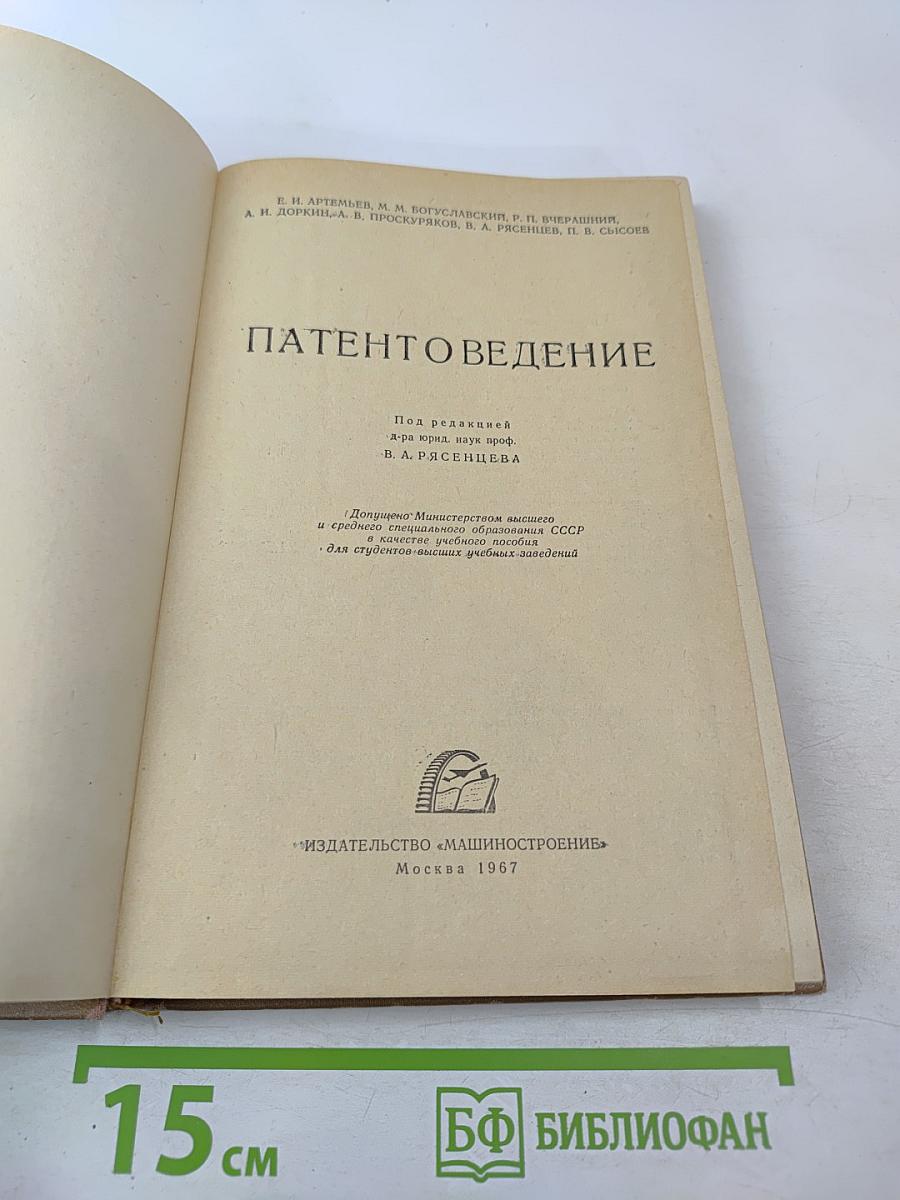 Е. И. АРТЕМЬЕВ, М. М. БОГУСЛАВСКИЙ, Р. П. ВЧЕРАШНИЙ,
А. И. ДОРКИН, А. В. ПРОСКУРЯКОВ, В. А. РЯСЕНЦЕВ, П. В. СЫСОЕВ
ПАТЕНТОВЕДЕНИЕ
Под редакцией
д-ра юрид. наук проф.
В. А. РЯСЕНЦЕВА
Допущено Министерством высшего
и среднего специального образования СССР
в качестве учебного пособия
для студентов высших учебных заведений
ИЗДАТЕЛЬСТВО «МАШИНОСТРОЕНИЕ»
Москва 1967
15 см
БФ БИБЛИОФАН